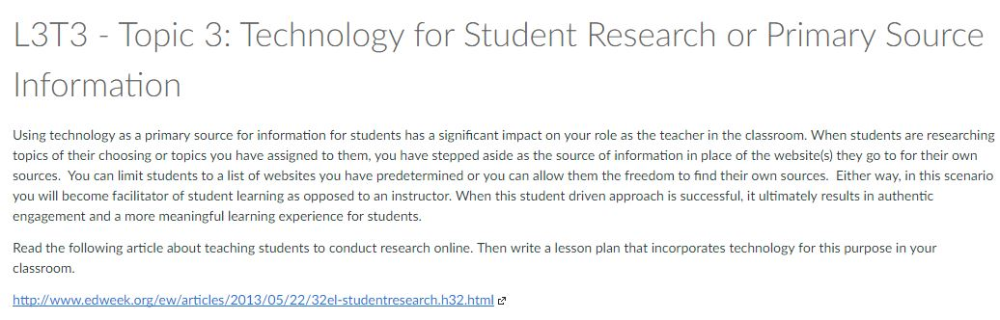 L3T3 - Topic 3: Technology for Student Research or Primary Source
Information
Using technology as a primary source for information for students has a significant impact on your role as the teacher in the classroom. When students are researching
topics of their choosing or topics you have assigned to them, you have stepped aside as the source of information in place of the website(s) they go to for their own
sources. You can limit students to a list of websites you have predetermined or you can allow them the freedom to find their own sources. Either way, in this scenario
you will become facilitator of student learning as opposed to an instructor. When this student driven approach is successful, it ultimately results in authentic
engagement and a more meaningful learning experience for students.
Read the following article about teaching students to conduct research online. Then write a lesson plan that incorporates technology for this purpose in your
classroom.
http://www.edweek.org/ew/articles/2013/05/22/32el-studentresearch.h32.html